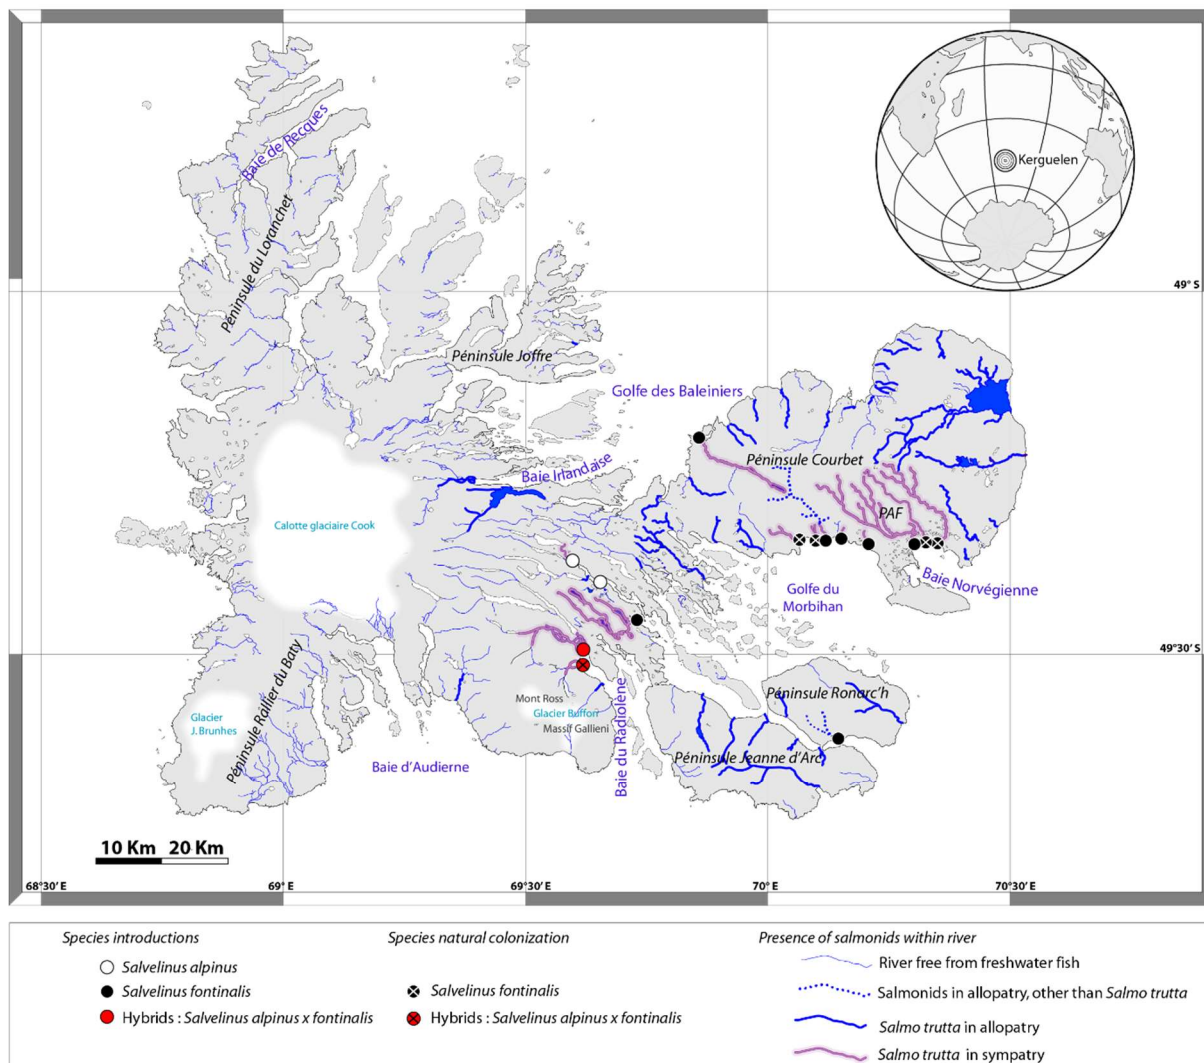 Kerguelen
Baie de Recques
Péninsule du Loranchet
49° S
Péninsule Joffre
Golfe des Baleiniers
Péninsule Courbet
Baie Irlandaise
PAF
Calotte glaciaire Cook
Golfe du
Morbihan
Baie Norvégienne
49°30' S
Péninsule Ronarc'h
Mont Ross
Glacier Buffon
Massif Gallieni
Glacier
J. Brunhes
Péninsule Rallier du Baty
Baie d'Audierne
Baie du Radiolène
Péninsule Jeanne d'Arc
10 Km 20 Km
68°30' E
69° E
69°30' E
70° E
70°30' E
Species introductions
Salvelinus alpinus
Salvelinus fontinalis
Hybrids : Salvelinus alpinus x fontinalis
Species natural colonization
Salvelinus fontinalis
Hybrids : Salvelinus alpinus x fontinalis
Presence of salmonids within river
River free from freshwater fish
Salmonids in allopatry, other than Salmo trutta
Salmo trutta in allopatry
Salmo trutta in sympatry